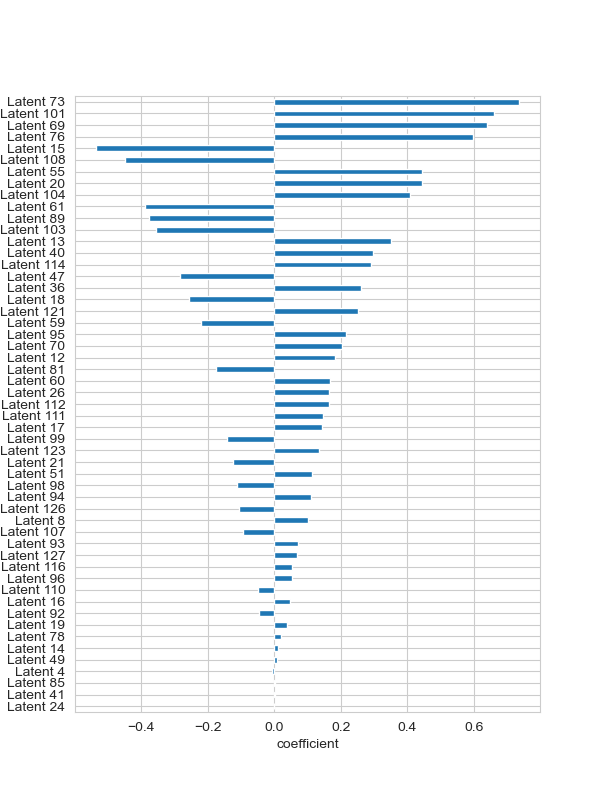 Latent 73
Latent 101
Latent 69
Latent 76
Latent 15
Latent 108
Latent 55
Latent 20
Latent 104
Latent 61
Latent 89
Latent 103
Latent 13
Latent 40
Latent 114
Latent 47
Latent 36
Latent 18
Latent 121
Latent 59
Latent 95
Latent 70
Latent 12
Latent 81
Latent 60
Latent 26
Latent 112
Latent 111
Latent 17
Latent 99
Latent 123
Latent 21
Latent 51
Latent 98
Latent 94
Latent 126
Latent 8
Latent 107
Latent 93
Latent 127
Latent 116
Latent 96
Latent 110
Latent 16
Latent 92
Latent 19
Latent 78
Latent 14
Latent 49
Latent 4
Latent 85
Latent 41
Latent 24
−0.4 −0.2 0.0 0.2 0.4 0.6
coefficient